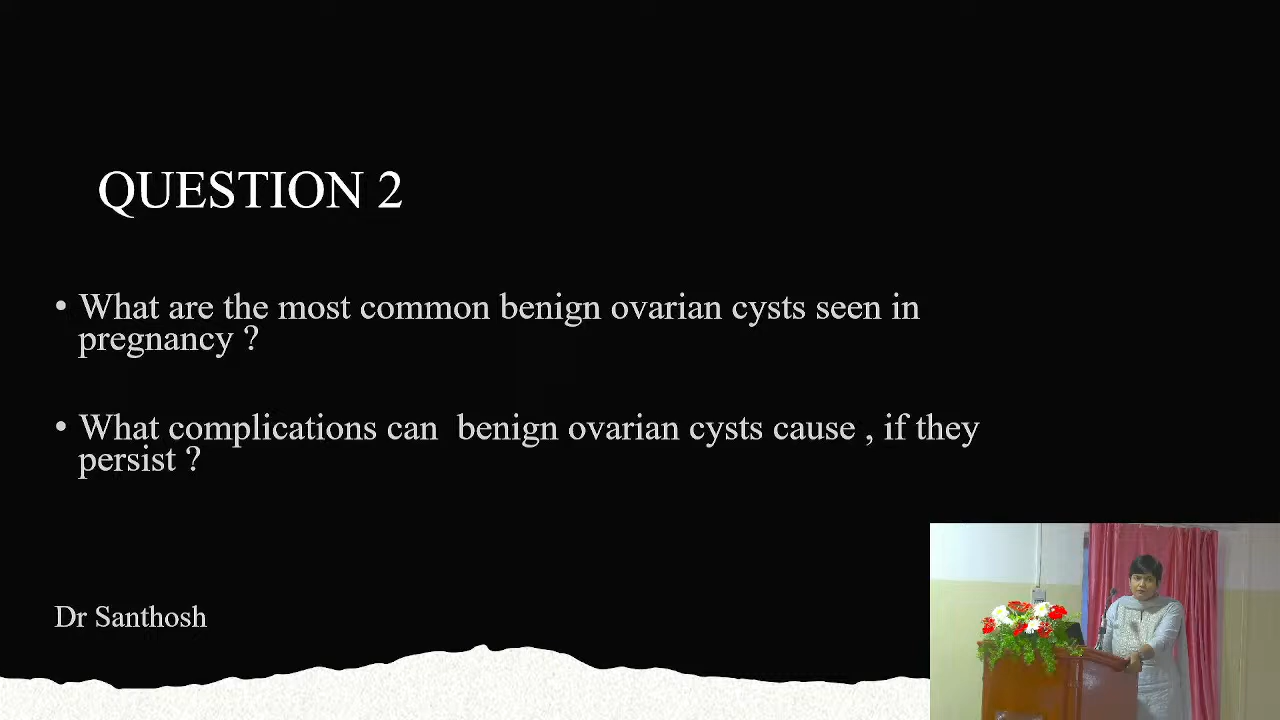 QUESTION 2
• What are the most common benign ovarian cysts seen in
pregnancy ?
• What complications can benign ovarian cysts cause , if they
persist ?
Dr Santhosh